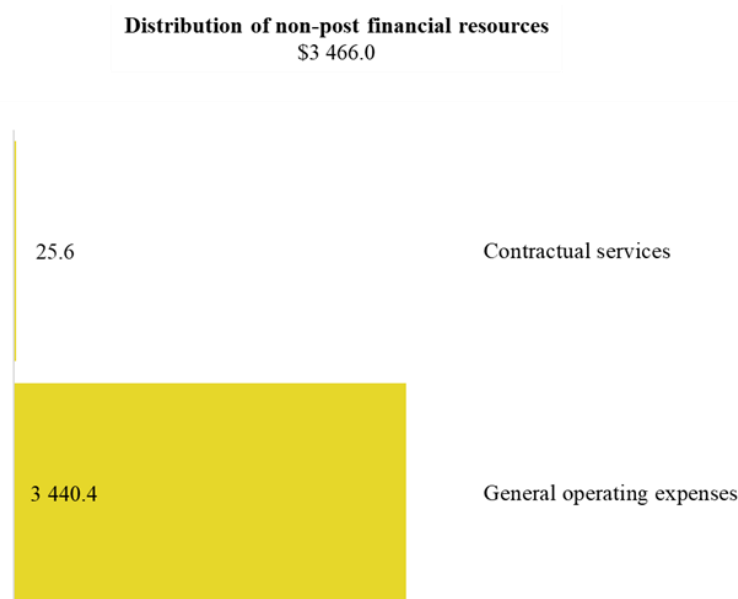 Distribution of non-post financial resources
$3 466.0
25.6 Contractual services
3 440.4 General operating expenses